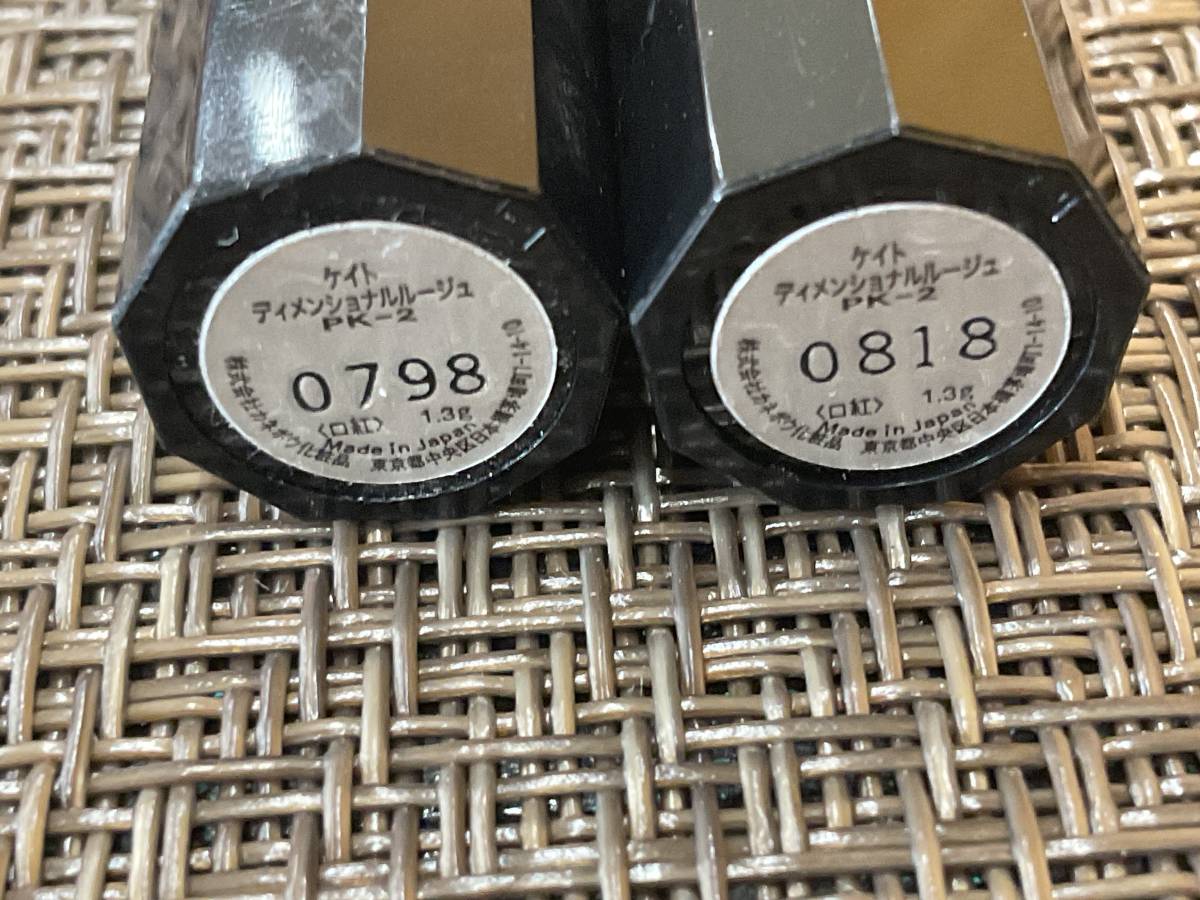 ケイト
ディメンショナルルージュ
PK-2
0798
〈口紅〉 1.3g
Made in Japan
株式会社カネボウ化粧品 東京都中央区日本橋茅場町1-14-10
ケイト
ディメンショナルルージュ
PK-2
0818
〈口紅〉 1.3g
Made in Japan
株式会社カネボウ化粧品 東京都中央区日本橋茅場町1-14-10